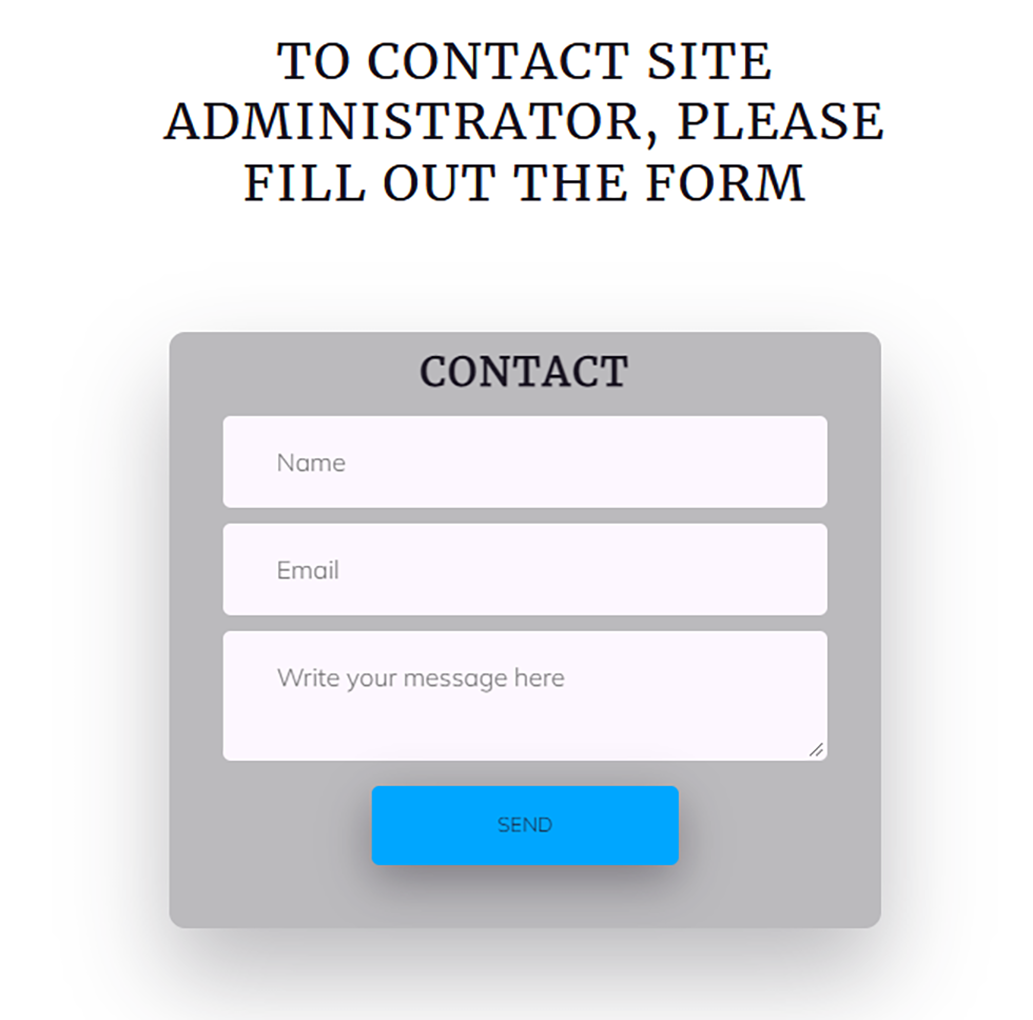 TO CONTACT SITE
ADMINISTRATOR, PLEASE
FILL OUT THE FORM
CONTACT
Name
Email
Write your message here
SEND